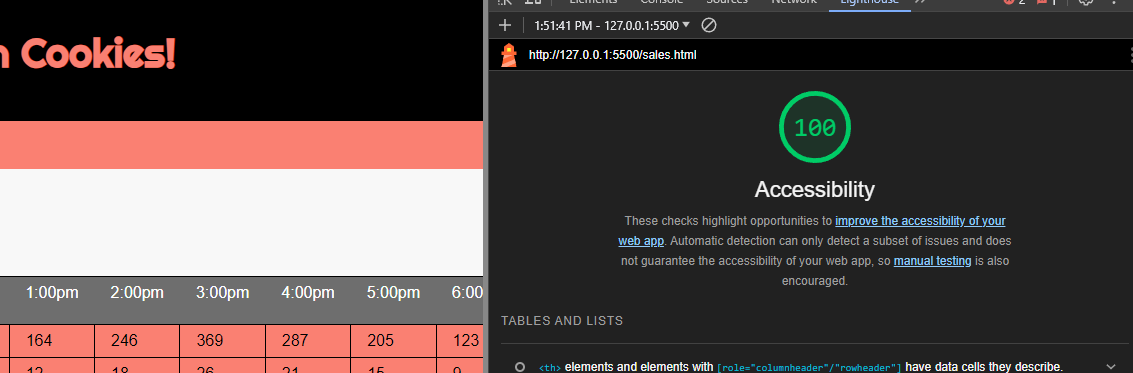 Elements Console Sources Network Lighthouse 2 1
1:51:41 PM - 127.0.0.1:5500
n Cookies!
http://127.0.0.1:5500/sales.html
100
Accessibility
These checks highlight opportunities to improve the accessibility of your
web app. Automatic detection can only detect a subset of issues and does
not guarantee the accessibility of your web app, so manual testing is also
encouraged.
TABLES AND LISTS
<th> elements and elements with [role="columnheader"/"rowheader"] have data cells they describe.
1:00pm 2:00pm 3:00pm 4:00pm 5:00pm 6:00
164 246 369 287 205 123
12 18 26 21 15 9